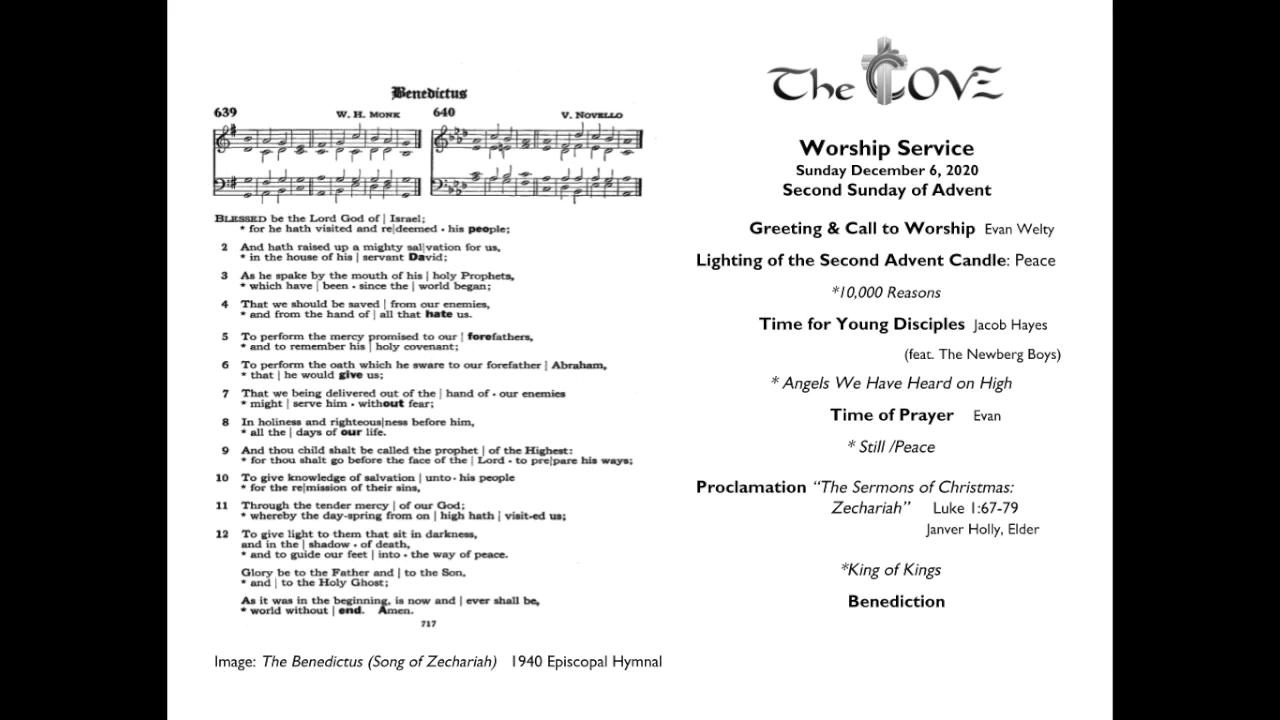 Benedictus
639 W. H. MONK 640 V. NOVELLO
BLESSED be the Lord God of | Israel;
* for he hath visited and re|deemed · his people;
2 And hath raised up a mighty sal|vation for us,
* in the house of his | servant David;
3 As he spake by the mouth of his | holy Prophets,
* which have | been · since the | world began;
4 That we should be saved | from our enemies,
* and from the hand of | all that hate us.
5 To perform the mercy promised to our | forefathers,
* and to remember his | holy covenant;
6 To perform the oath which he sware to our forefather | Abraham,
* that | he would give us;
7 That we being delivered out of the | hand of · our enemies
* might | serve him · without fear;
8 In holiness and righteous|ness before him,
* all the | days of our life.
9 And thou child shalt be called the prophet | of the Highest:
* for thou shalt go before the face of the | Lord · to pre|pare his ways;
10 To give knowledge of salvation | unto · his people
* for the re|mission of their sins,
11 Through the tender mercy | of our God;
* whereby the day-spring from on | high hath | visit-ed us;
12 To give light to them that sit in darkness,
and in the | shadow · of death,
* and to guide our feet | into · the way of peace.
Glory be to the Father and | to the Son,
* and | to the Holy Ghost;
As it was in the beginning, is now and | ever shall be,
* world without | end. Amen.
717
Image: The Benedictus (Song of Zechariah) 1940 Episcopal Hymnal
The COVE
Worship Service
Sunday December 6, 2020
Second Sunday of Advent
Greeting & Call to Worship Evan Welty
Lighting of the Second Advent Candle: Peace
*10,000 Reasons
Time for Young Disciples Jacob Hayes
(feat. The Newberg Boys)
* Angels We Have Heard on High
Time of Prayer Evan
* Still /Peace
Proclamation “The Sermons of Christmas:
Zechariah” Luke 1:67-79
Janver Holly, Elder
*King of Kings
Benediction